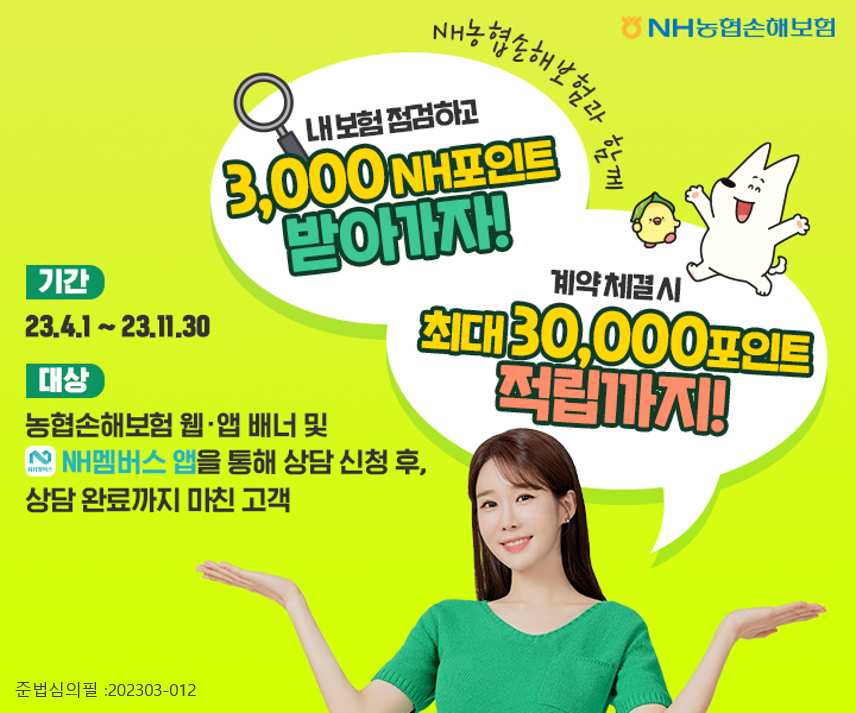 NH농협손해보험
NH농협손해보험과 함께
내 보험 점검하고
3,000 NH포인트
받아가자!
계약 체결 시
최대 30,000포인트
적립까지!
기간
23.4.1 ~ 23.11.30
대상
농협손해보험 웹·앱 배너 및
NH멤버스 NH멤버스 앱을 통해 상담 신청 후,
상담 완료까지 마친 고객
준법심의필 :202303-012